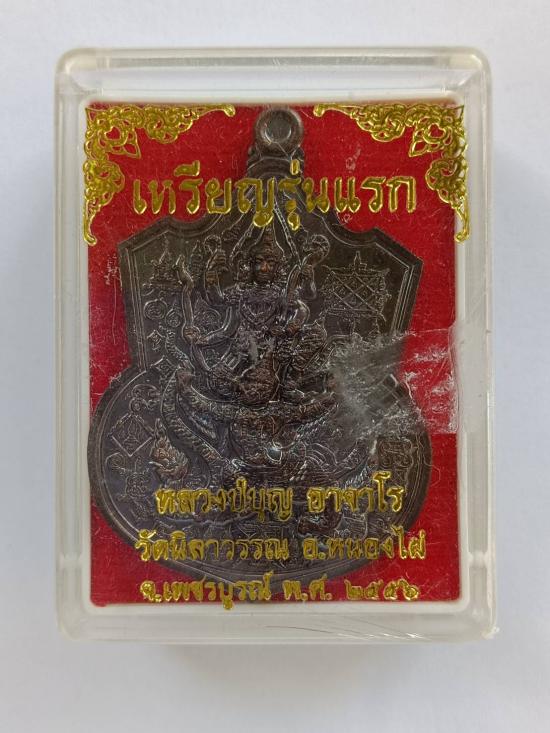 เหรียญรุ่นแรก
หลวงปู่บุญ อาจาโร
วัดนิลาวรรณ อ.หนองไผ่
จ.เพชรบูรณ์ พ.ศ. ๒๕๕๖